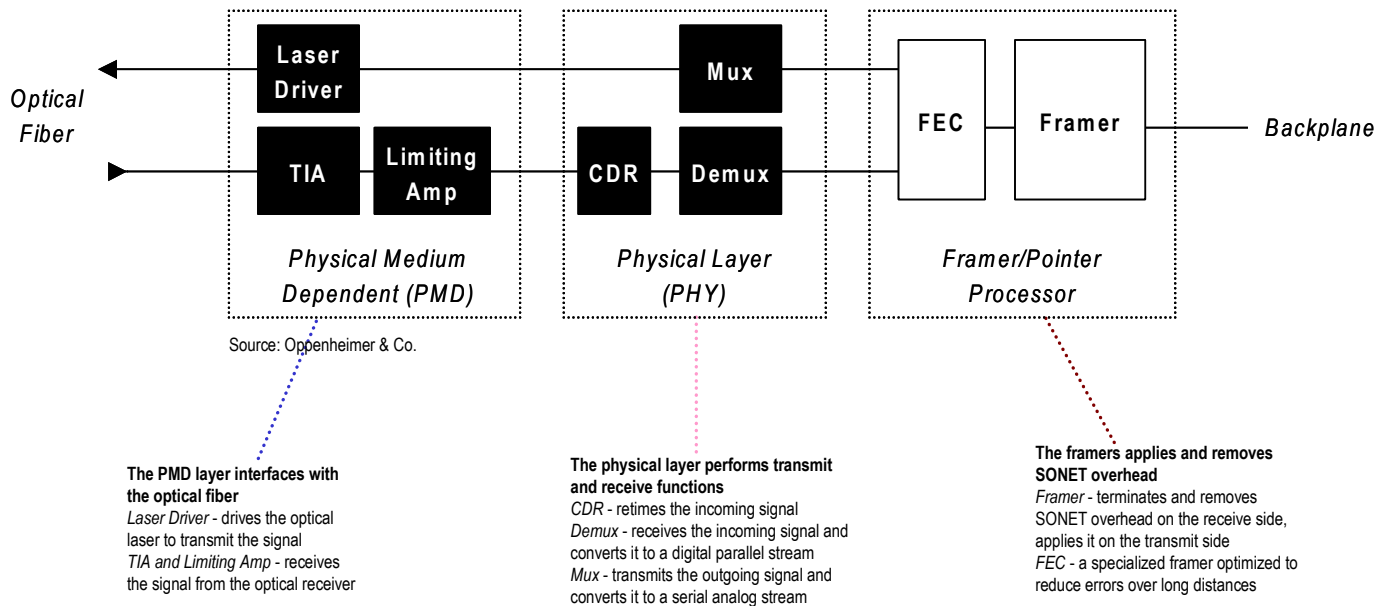 Laser
Driver
Mux
Optical
Fiber
FEC
Framer
Backplane
TIA
Limiting
Amp
CDR
Demux
Physical Medium
Dependent (PMD)
Physical Layer
(PHY)
Framer/Pointer
Processor
Source: Oppenheimer & Co.
The PMD layer interfaces with
the optical fiber
Laser Driver - drives the optical
laser to transmit the signal
TIA and Limiting Amp - receives
the signal from the optical receiver
The physical layer performs transmit
and receive functions
CDR - retimes the incoming signal
Demux - receives the incoming signal and
converts it to a digital parallel stream
Mux - transmits the outgoing signal and
converts it to a serial analog stream
The framers applies and removes
SONET overhead
Framer - terminates and removes
SONET overhead on the receive side,
applies it on the transmit side
FEC - a specialized framer optimized to
reduce errors over long distances